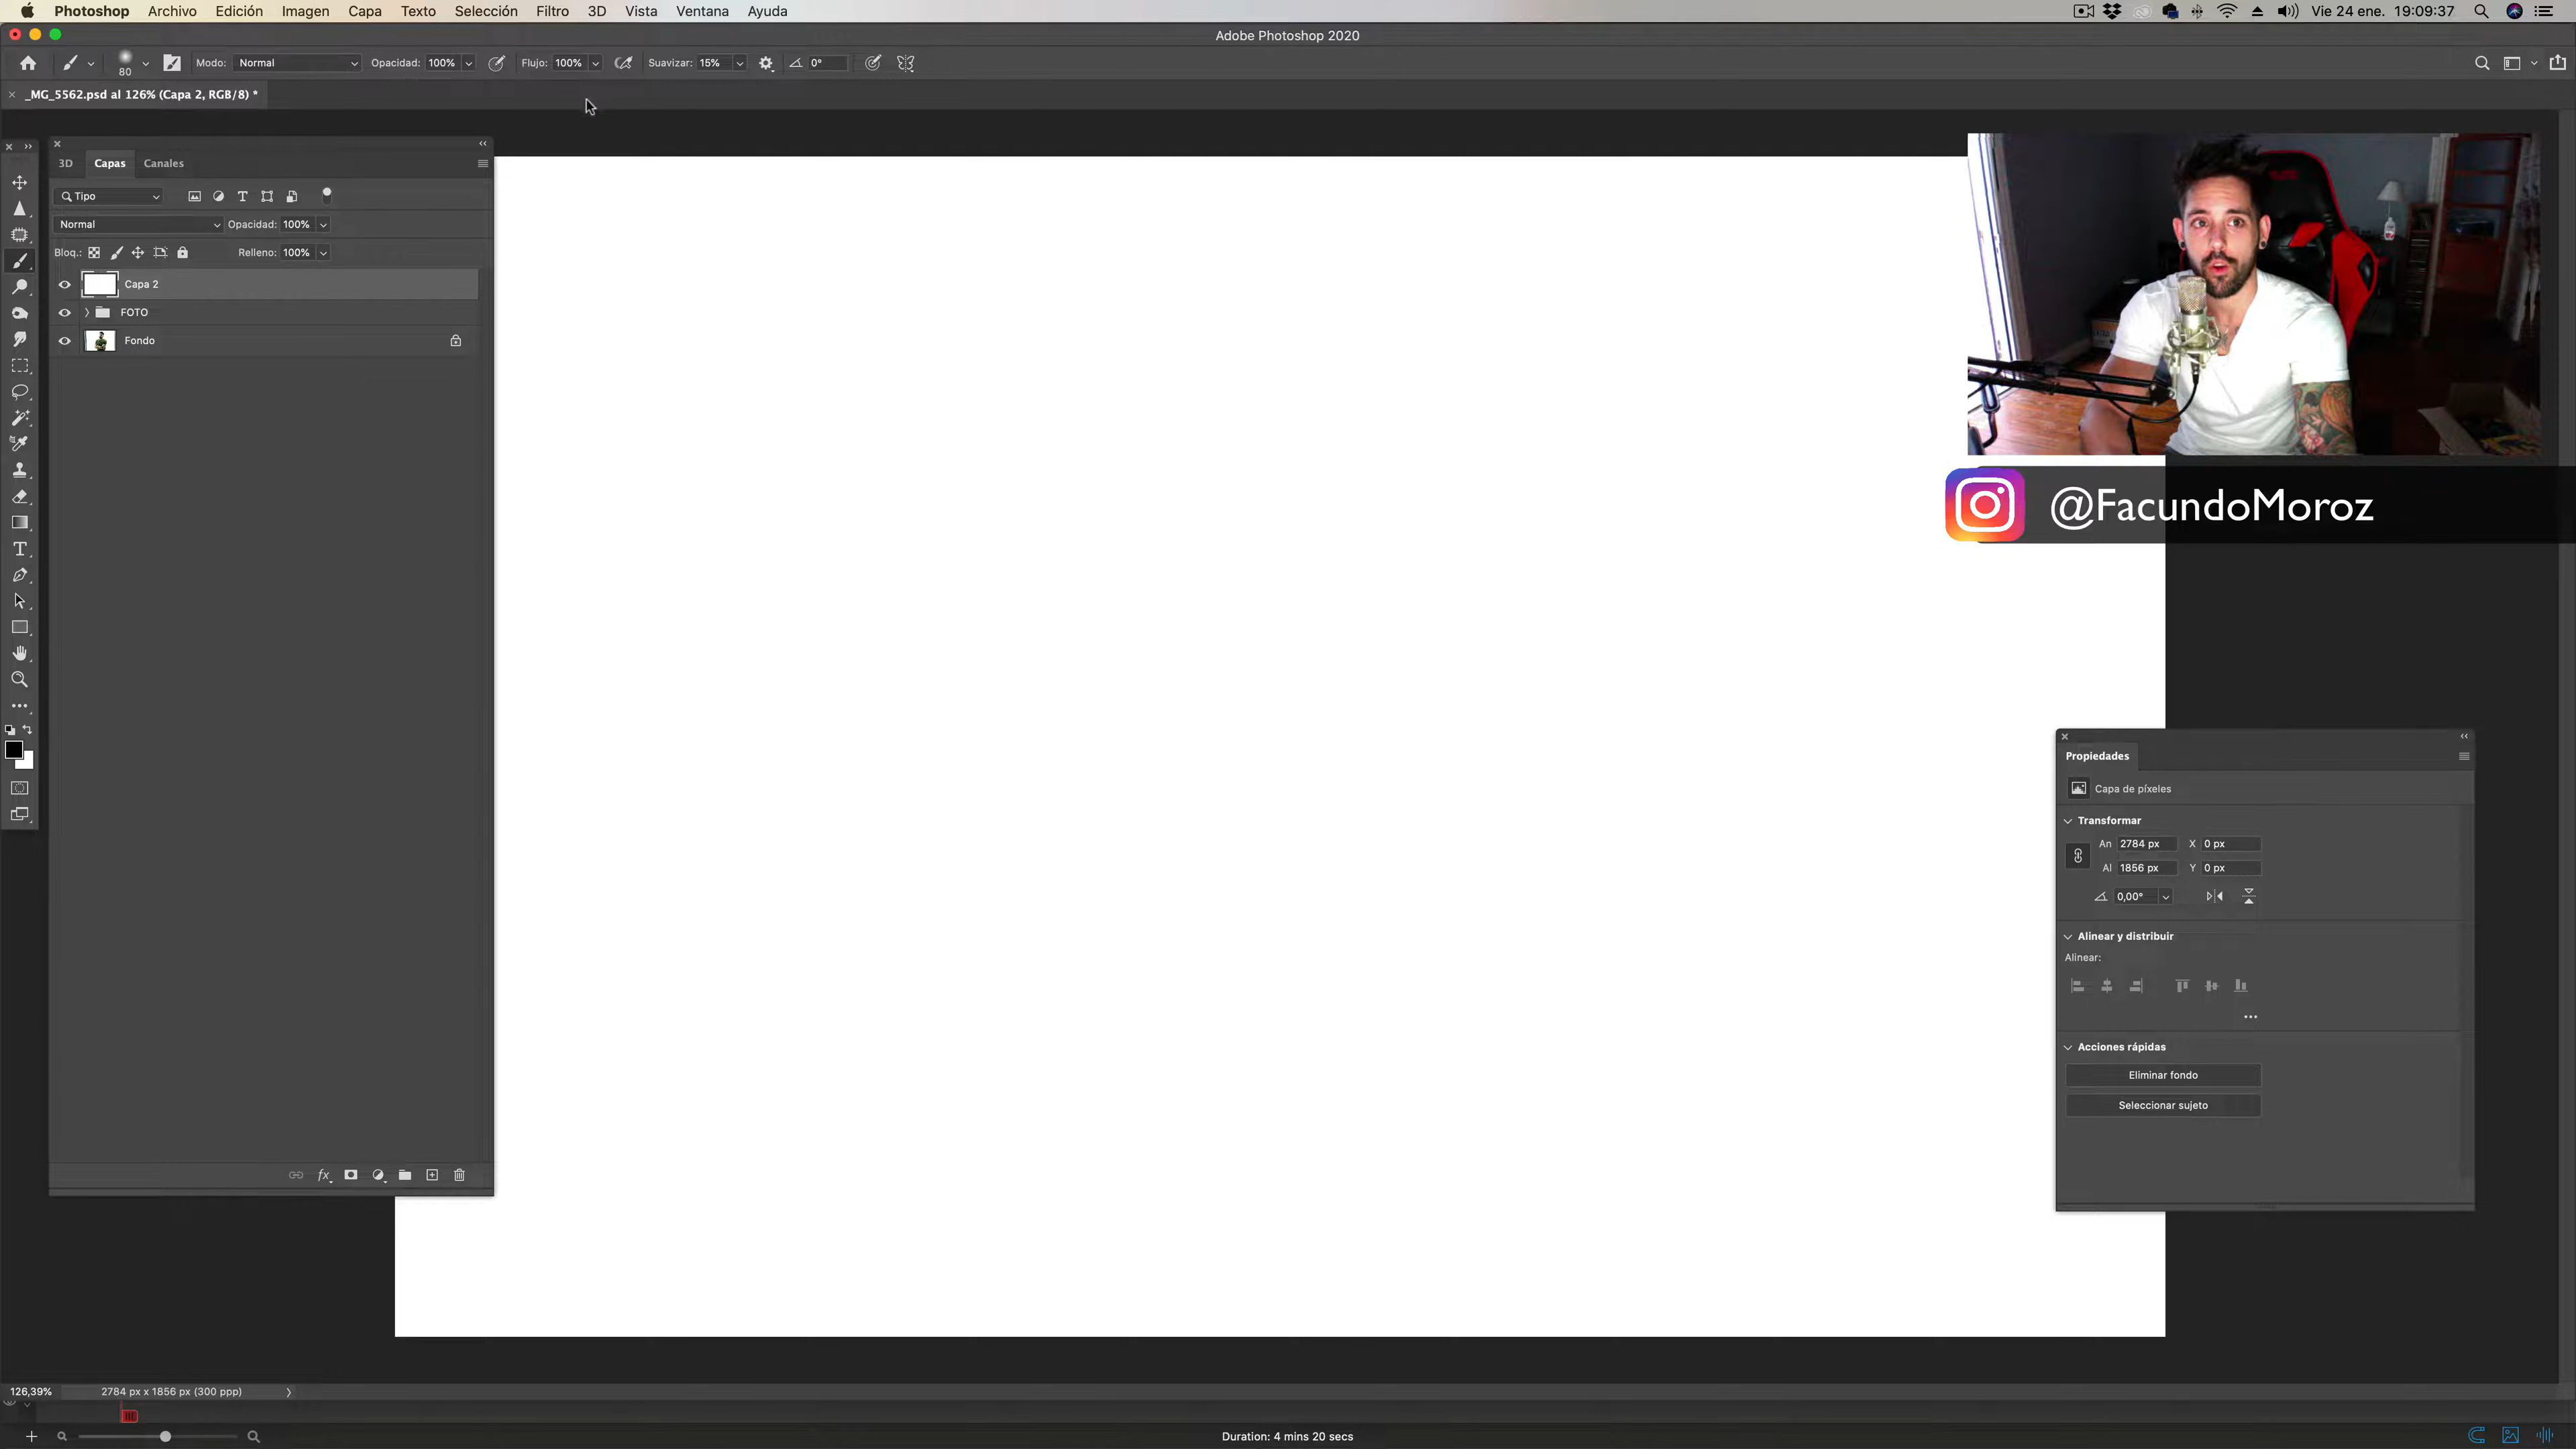 Photoshop Archivo Edición Imagen Capa Texto Selección Filtro 3D Vista Ventana Ayuda Vie 24 ene. 19:09:37
Adobe Photoshop 2020
80 Modo: Normal Opacidad: 100% Flujo: 100% Suavizar: 15% 0°
_MG_5562.psd al 126% (Capa 2, RGB/8) *
3D Capas Canales
Tipo
Normal Opacidad: 100%
Bloq.: Relleno: 100%
Capa 2
FOTO
Fondo
@FacundoMoroz
Propiedades
Capa de píxeles
Transformar
An 2784 px X 0 px
Al 1856 px Y 0 px
0,00°
Alinear y distribuir
Alinear:
Acciones rápidas
Eliminar fondo
Seleccionar sujeto
126,39% 2784 px x 1856 px (300 ppp)
Duration: 4 mins 20 secs